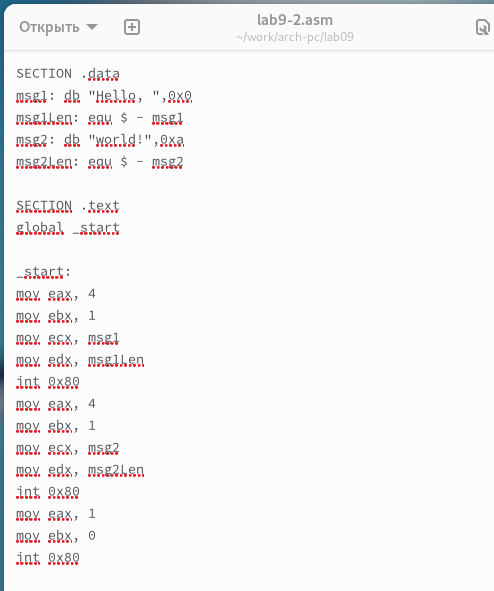 Открыть
lab9-2.asm
~/work/arch-pc/lab09
SECTION .data
msg1: db "Hello, ",0x0
msg1Len: equ $ - msg1
msg2: db "world!",0xa
msg2Len: equ $ - msg2
SECTION .text
global _start
_start:
mov eax, 4
mov ebx, 1
mov ecx, msg1
mov edx, msg1Len
int 0x80
mov eax, 4
mov ebx, 1
mov ecx, msg2
mov edx, msg2Len
int 0x80
mov eax, 1
mov ebx, 0
int 0x80